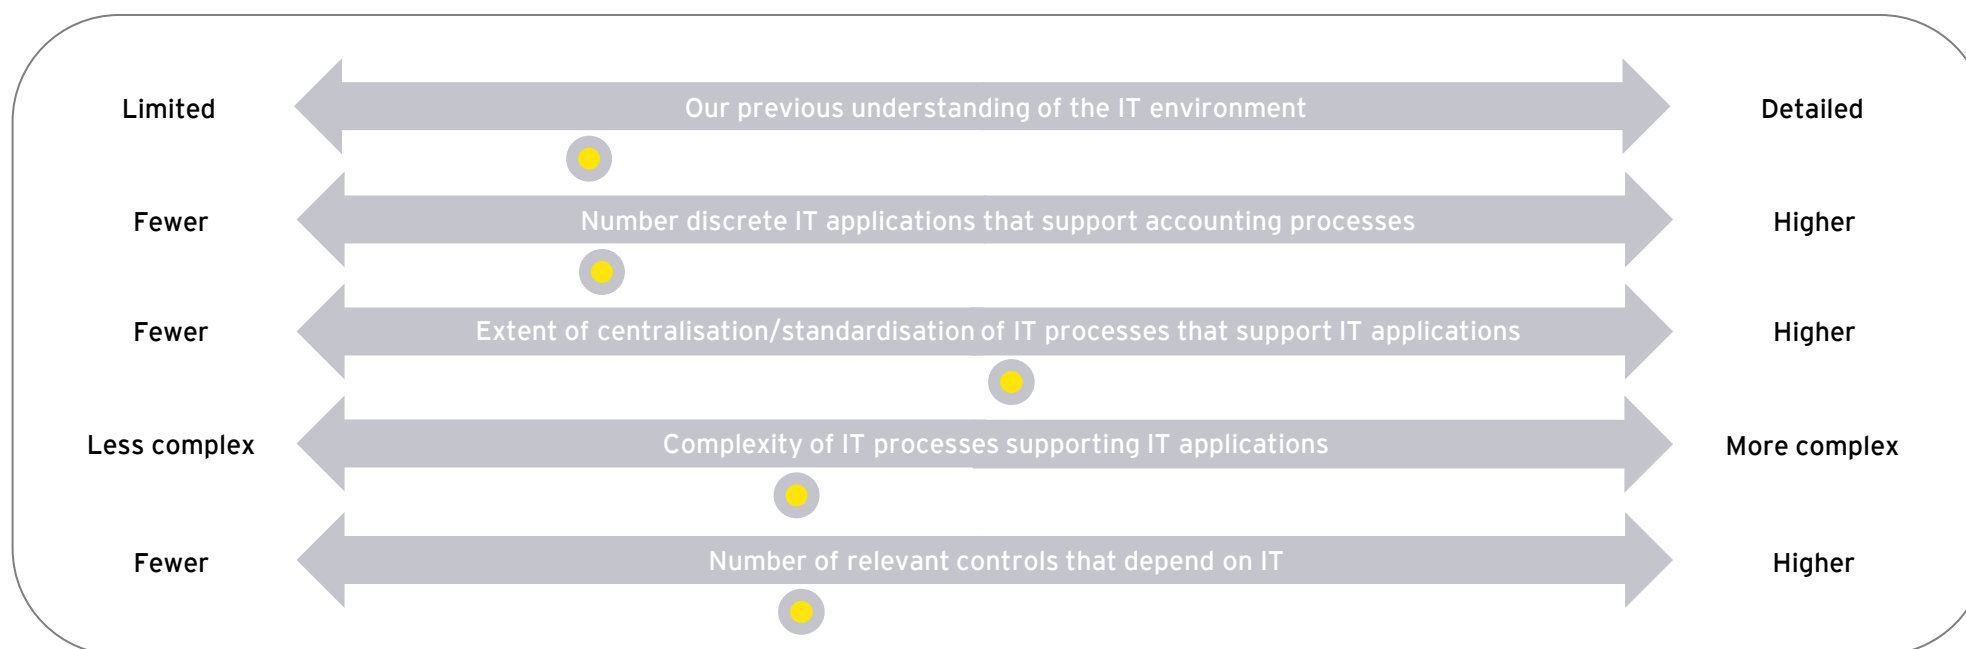 Limited Our previous understanding of the IT environment Detailed
Fewer Number discrete IT applications that support accounting processes Higher
Fewer Extent of centralisation/standardisation of IT processes that support IT applications Higher
Less complex Complexity of IT processes supporting IT applications More complex
Fewer Number of relevant controls that depend on IT Higher